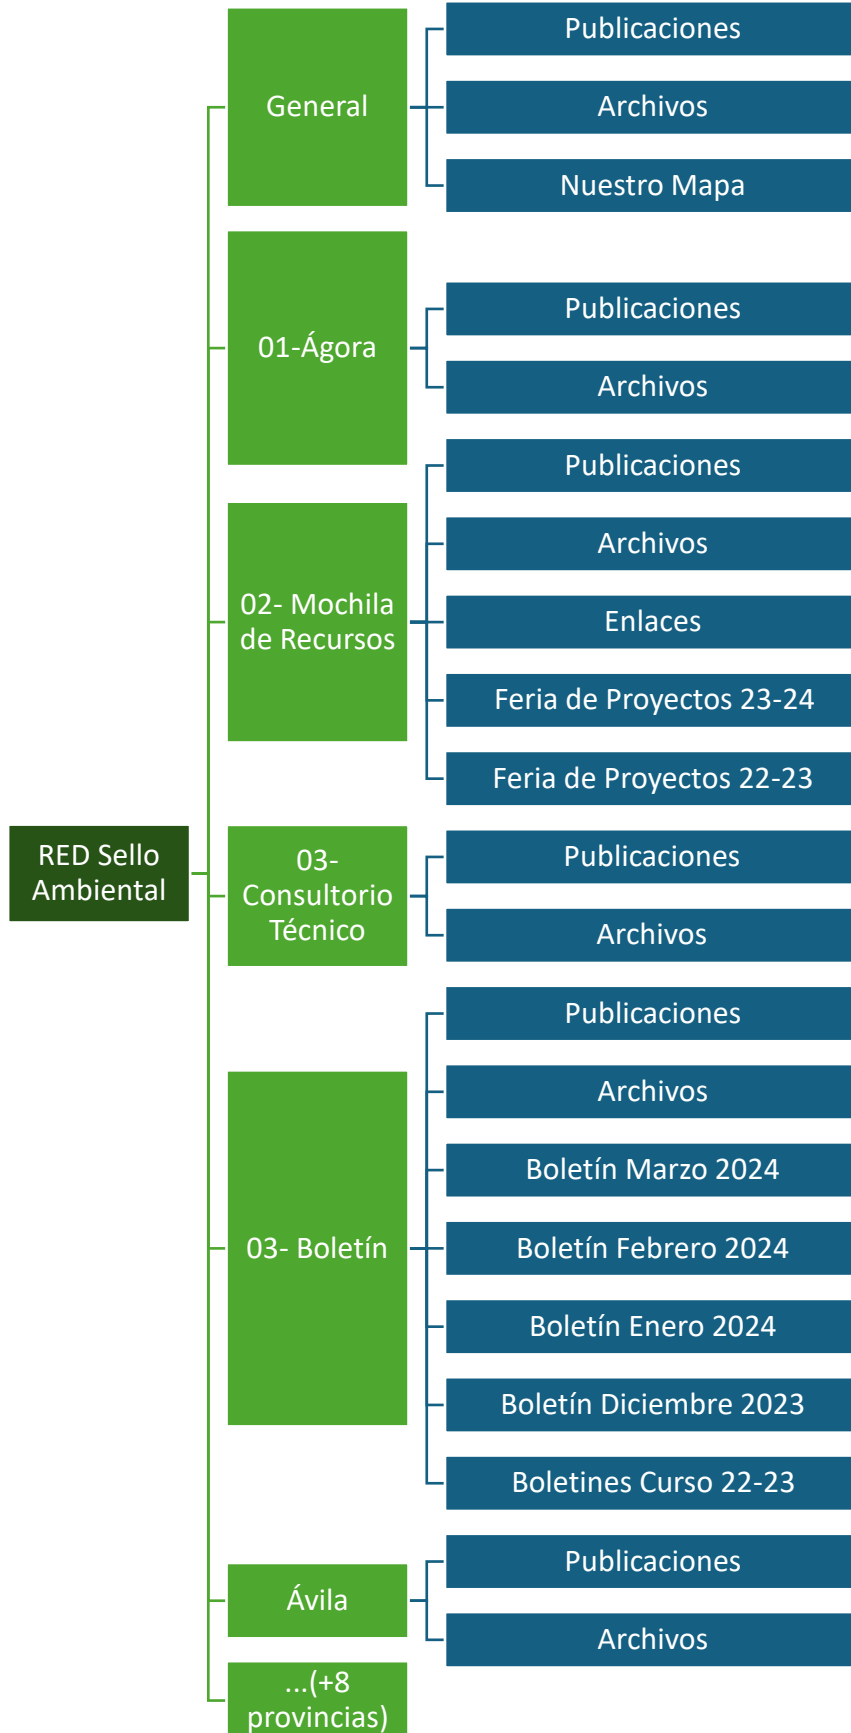 RED Sello
Ambiental
General
Publicaciones
Archivos
Nuestro Mapa
01-Ágora
Publicaciones
Archivos
02- Mochila
de Recursos
Publicaciones
Archivos
Enlaces
Feria de Proyectos 23-24
Feria de Proyectos 22-23
03-
Consultorio
Técnico
Publicaciones
Archivos
03- Boletín
Publicaciones
Archivos
Boletín Marzo 2024
Boletín Febrero 2024
Boletín Enero 2024
Boletín Diciembre 2023
Boletines Curso 22-23
Ávila
Publicaciones
Archivos
...(+8
provincias)